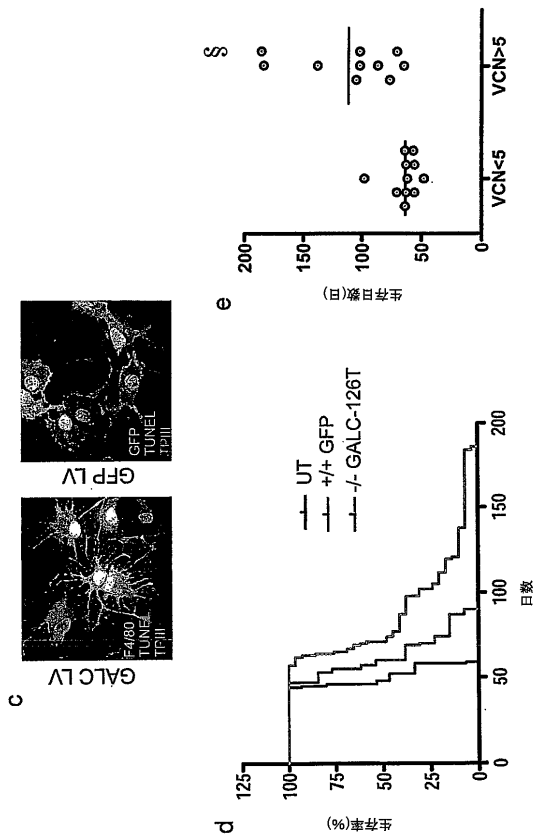 c
GALC LV
F4/80
TUNEL
GFP LV
GFP
TUNEL
d
生存率(%)
125
100
75
50
25
0
0
50
100
150
200
日数
UT
+/+ GFP
-/- GALC-126T
e
生存日数(日)
200
150
100
50
0
VCN<5
VCN>5
§